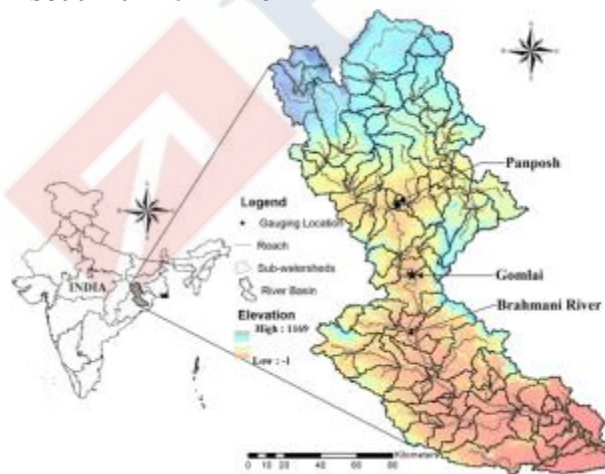 Panposh
Legend
Gauging Location
Reach
Sub-watersheds
River Basin
INDIA
Gomlai
Brahmani River
Elevation
High : 1169
Low : -1
Kilometers
0 10 20 40 60 80